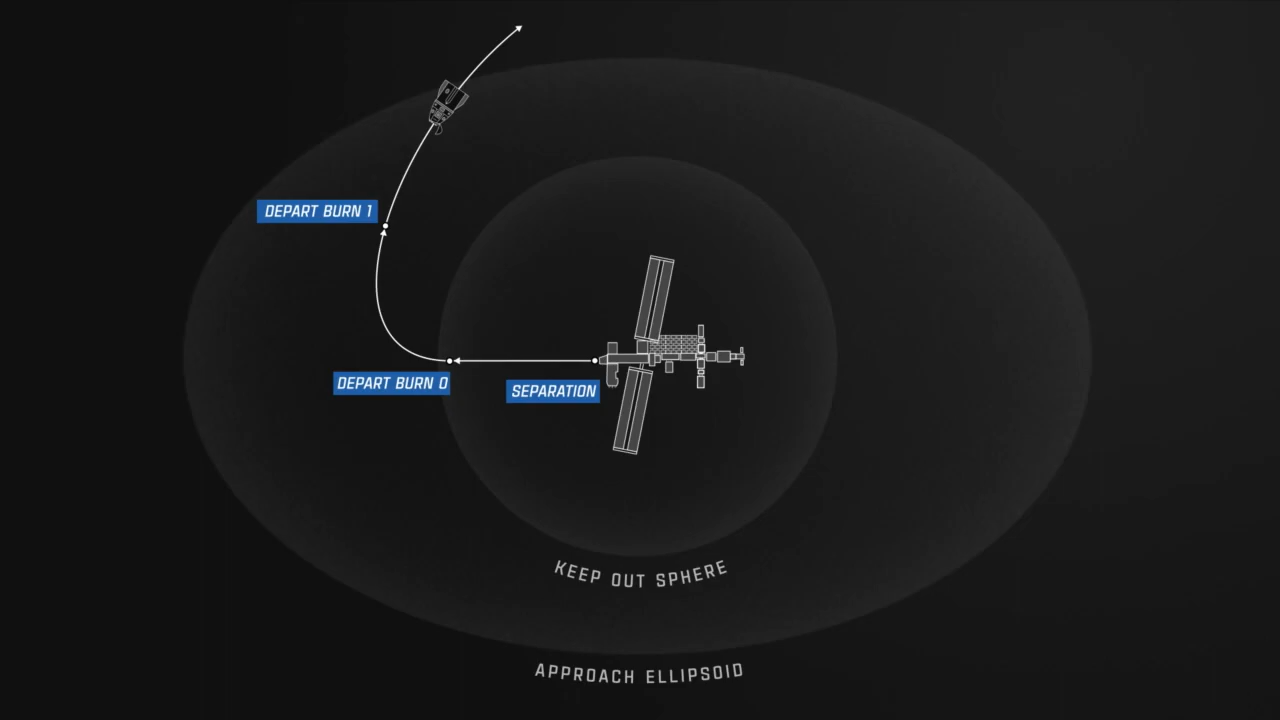 DEPART BURN 1
DEPART BURN 0
SEPARATION
KEEP OUT SPHERE
APPROACH ELLIPSOID